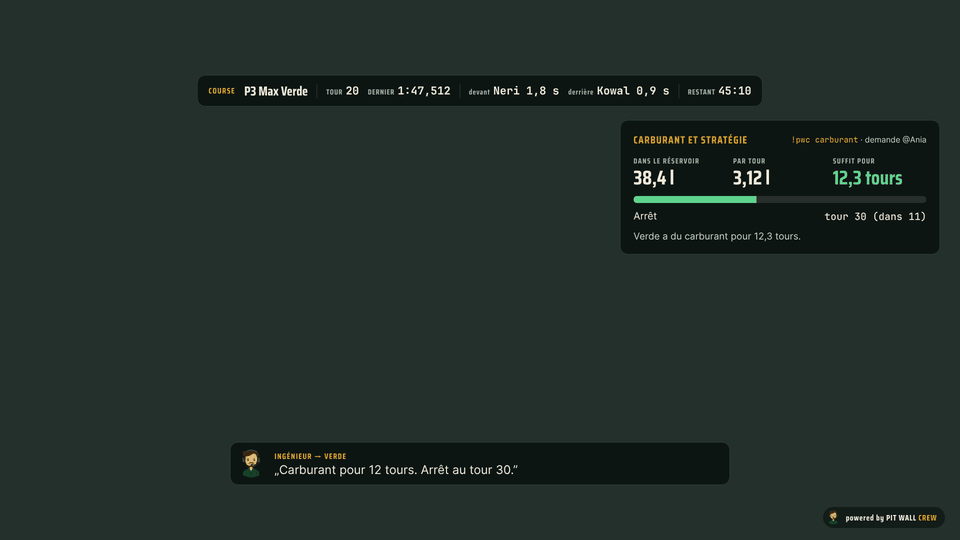 COURSE P3 Max Verde TOUR 20 DERNIER 1:47,512 devant Neri 1,8 s derrière Kowal 0,9 s RESTANT 45:10
CARBURANT ET STRATÉGIE !pwc carburant · demande @Ania
DANS LE RÉSERVOIR PAR TOUR SUFFIT POUR
38,4 l 3,12 l 12,3 tours
Arrêt tour 30 (dans 11)
Verde a du carburant pour 12,3 tours.
INGÉNIEUR — VERDE
„Carburant pour 12 tours. Arrêt au tour 30.”
powered by PIT WALL CREW